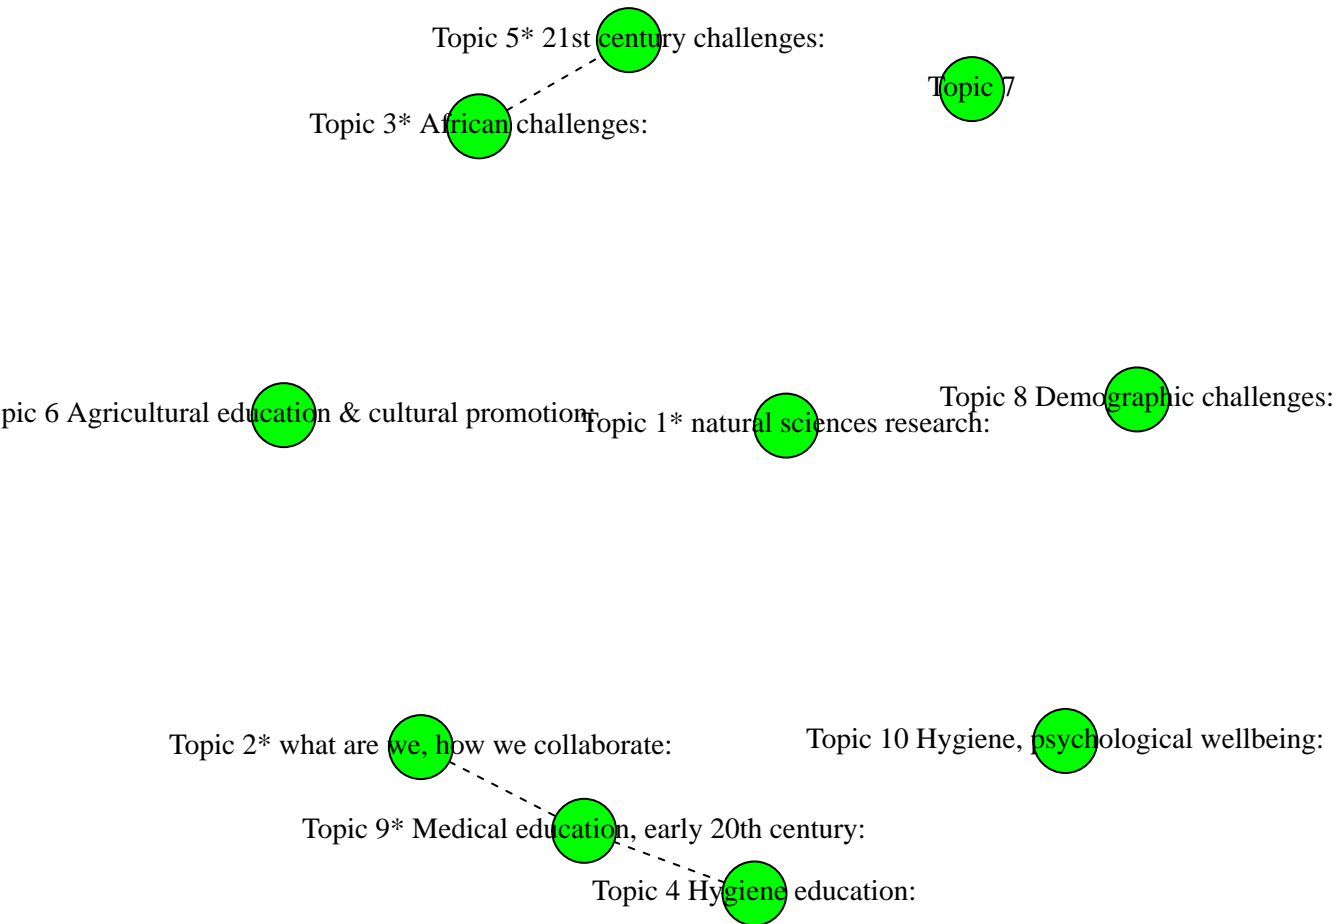 Topic 5* 21st century challenges:
Topic 7
Topic 3* African challenges:
Topic 8 Demographic challenges:
pic 6 Agricultural education & cultural promotion:
Topic 1* natural sciences research:
Topic 10 Hygiene, psychological wellbeing:
Topic 2* what are we, how we collaborate:
Topic 9* Medical education, early 20th century:
Topic 4 Hygiene education: